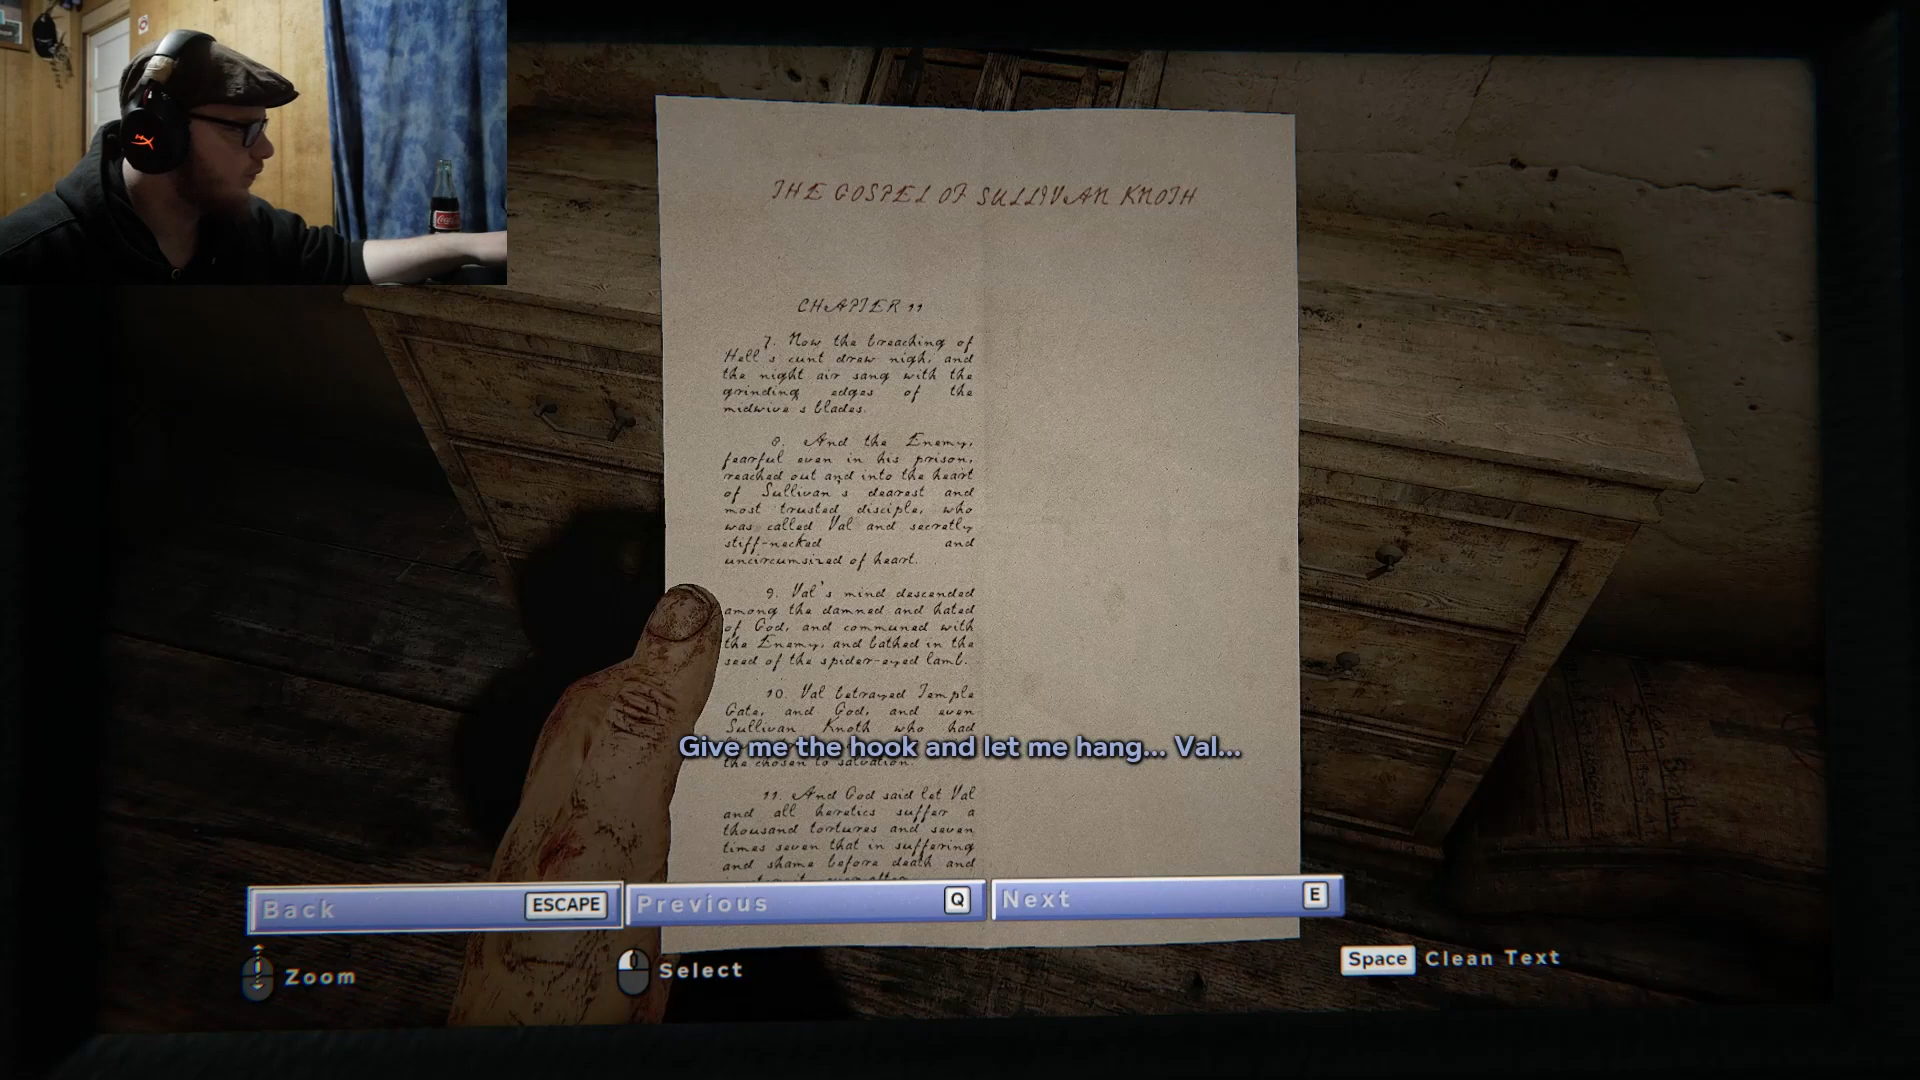 THE GOSPEL OF SULLIVAN KNOTH
CHAPTER 11
7. Now the breaching of
Hell s cunt drew nigh, and
the night air sang with the
grinding edges of the
midwive s blades.
8. And the Enemy,
fearful even in his prison,
reached out and into the heart
of Sullivan s dearest and
most trusted disciple, who
was called Val and secretly
stiff-necked and
uncircumsized of heart.
9. Val's mind descended
among the damned and hated
of God, and communed with
the Enemy, and bathed in the
seed of the spider-eyed lamb.
10. Val betrayed Temple
Gate, and God, and even
Sullivan Knoth who had
Give me the hook and let me hang... Val...
the chosen to salvation.
11. And God said let Val
and all heretics suffer a
thousand tortures and seven
times seven that in suffering
and shame before death and
Back ESCAPE Previous Q Next E
Zoom Select Space Clean Text
Coca-Cola